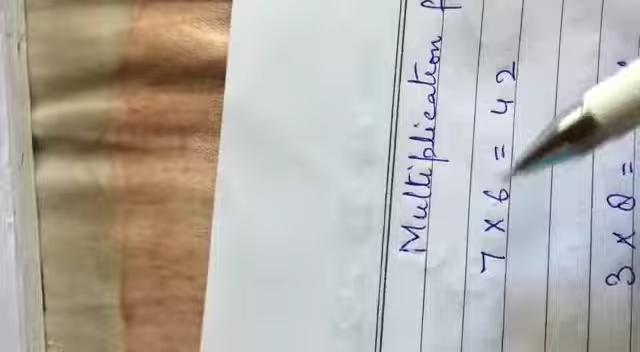 Multiplication
7 × 6 = 42
3 × 8 =